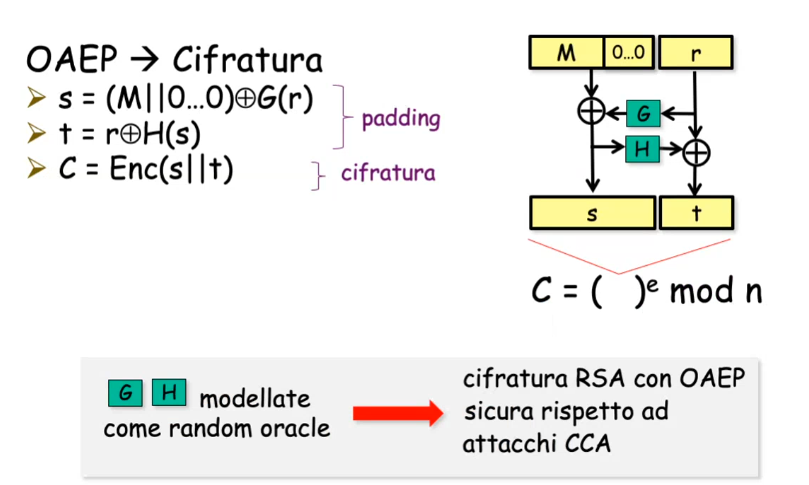 OAEP → Cifratura
➤ s = (M||0...0)⊕G(r)
➤ t = r⊕H(s)
padding
➤ C = Enc(s||t)
cifratura
M 0...0 r
G
H
s t
C = ( )ᵉ mod n
G H modellate
come random oracle
cifratura RSA con OAEP
sicura rispetto ad
attacchi CCA